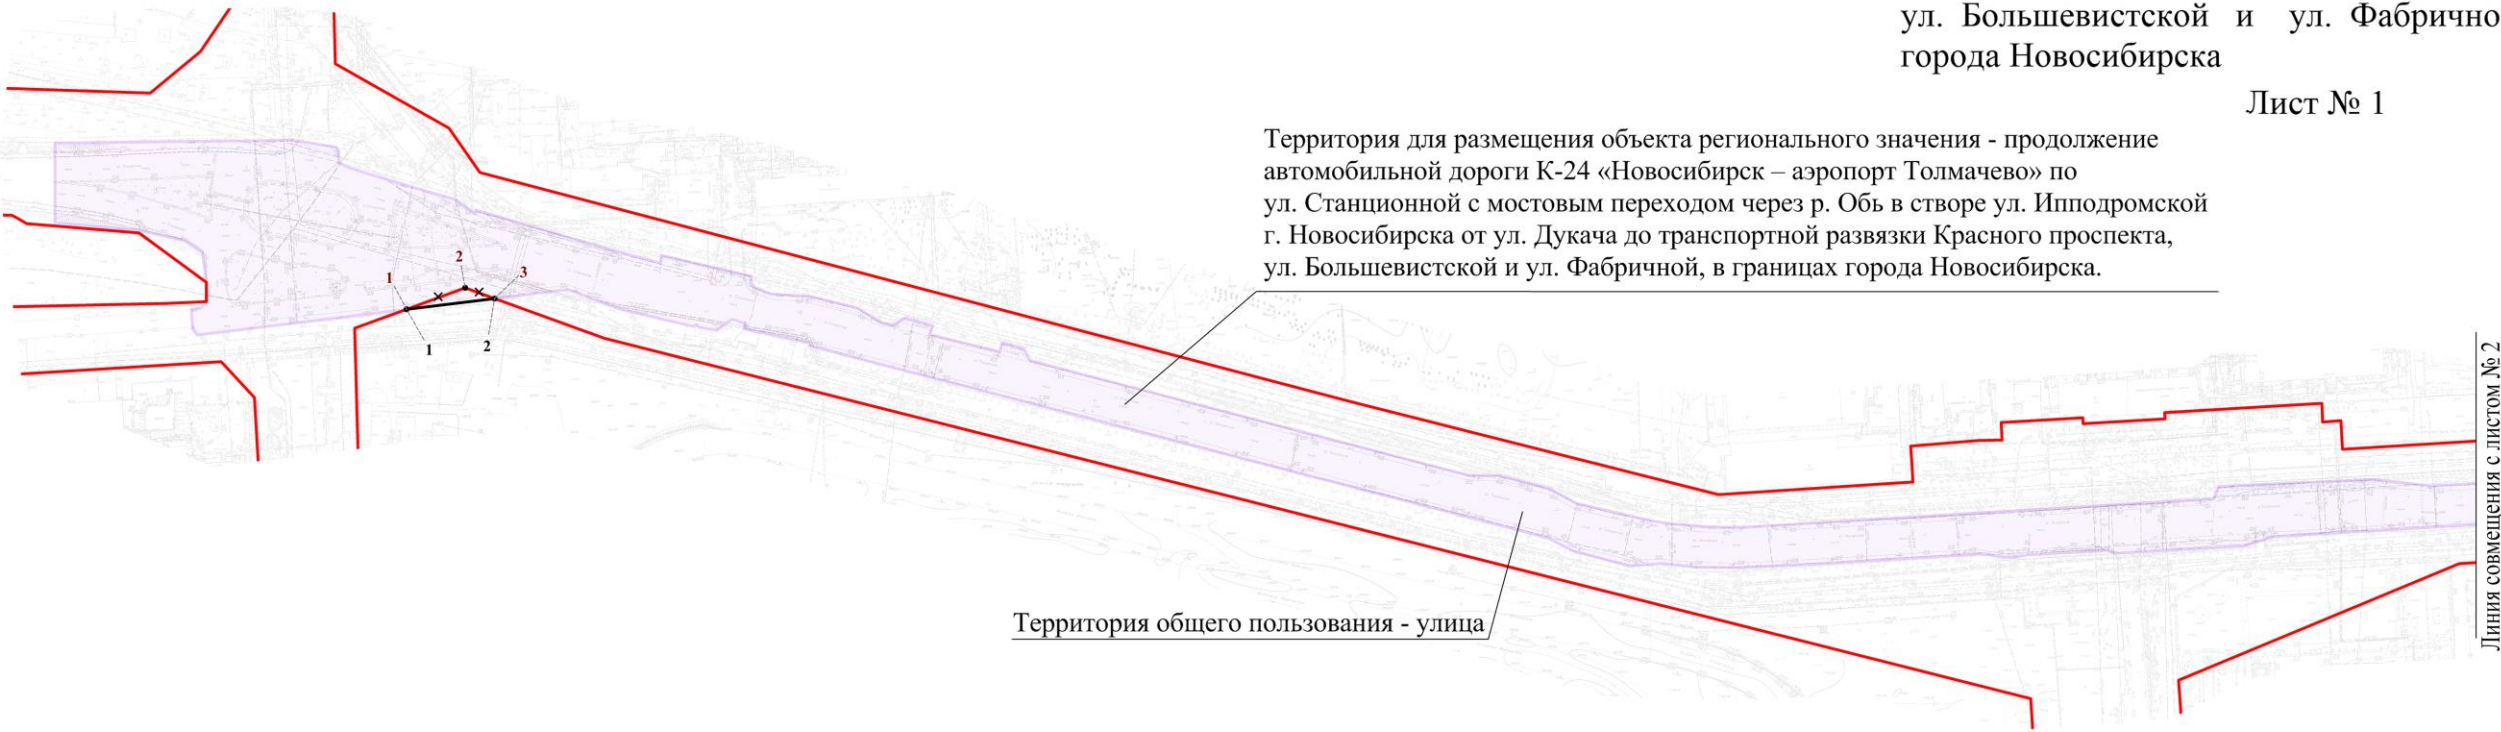 ул. Большевистской и ул. Фабрично
города Новосибирска
Лист № 1
Территория для размещения объекта регионального значения - продолжение
автомобильной дороги К-24 «Новосибирск – аэропорт Толмачево» по
ул. Станционной с мостовым переходом через р. Обь в створе ул. Ипподромской
г. Новосибирска от ул. Дукача до транспортной развязки Красного проспекта,
ул. Большевистской и ул. Фабричной, в границах города Новосибирска.
1
2
3
1
2
Территория общего пользования - улица
Линия совмещения с листом № 2